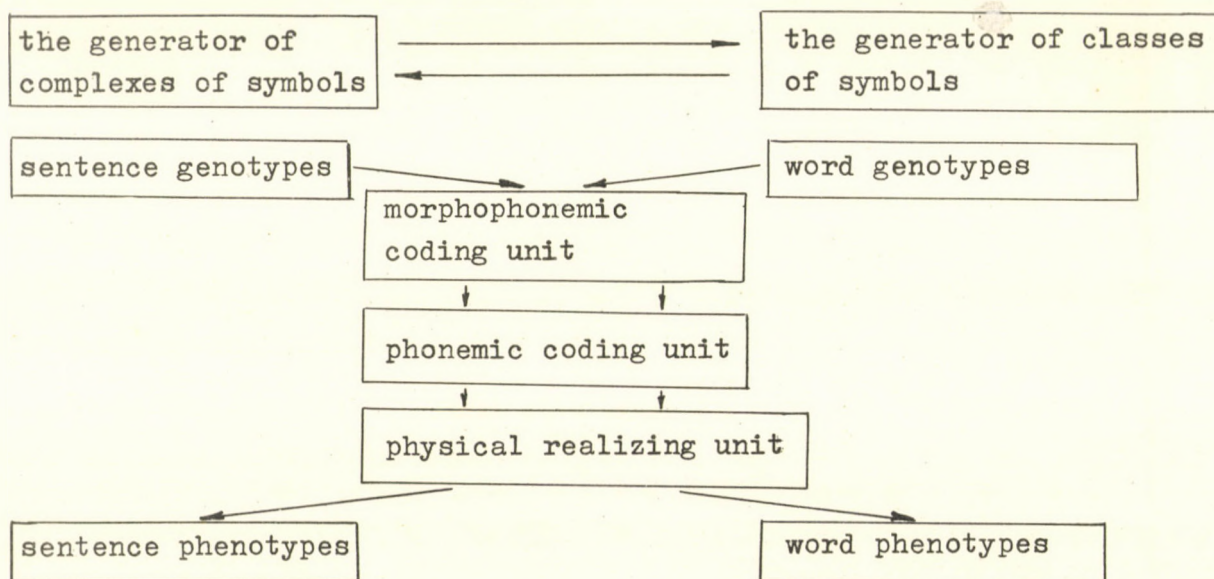 the generator of
complexes of symbols
the generator of classes
of symbols
sentence genotypes
word genotypes
morphophonemic
coding unit
phonemic coding unit
physical realizing unit
sentence phenotypes
word phenotypes